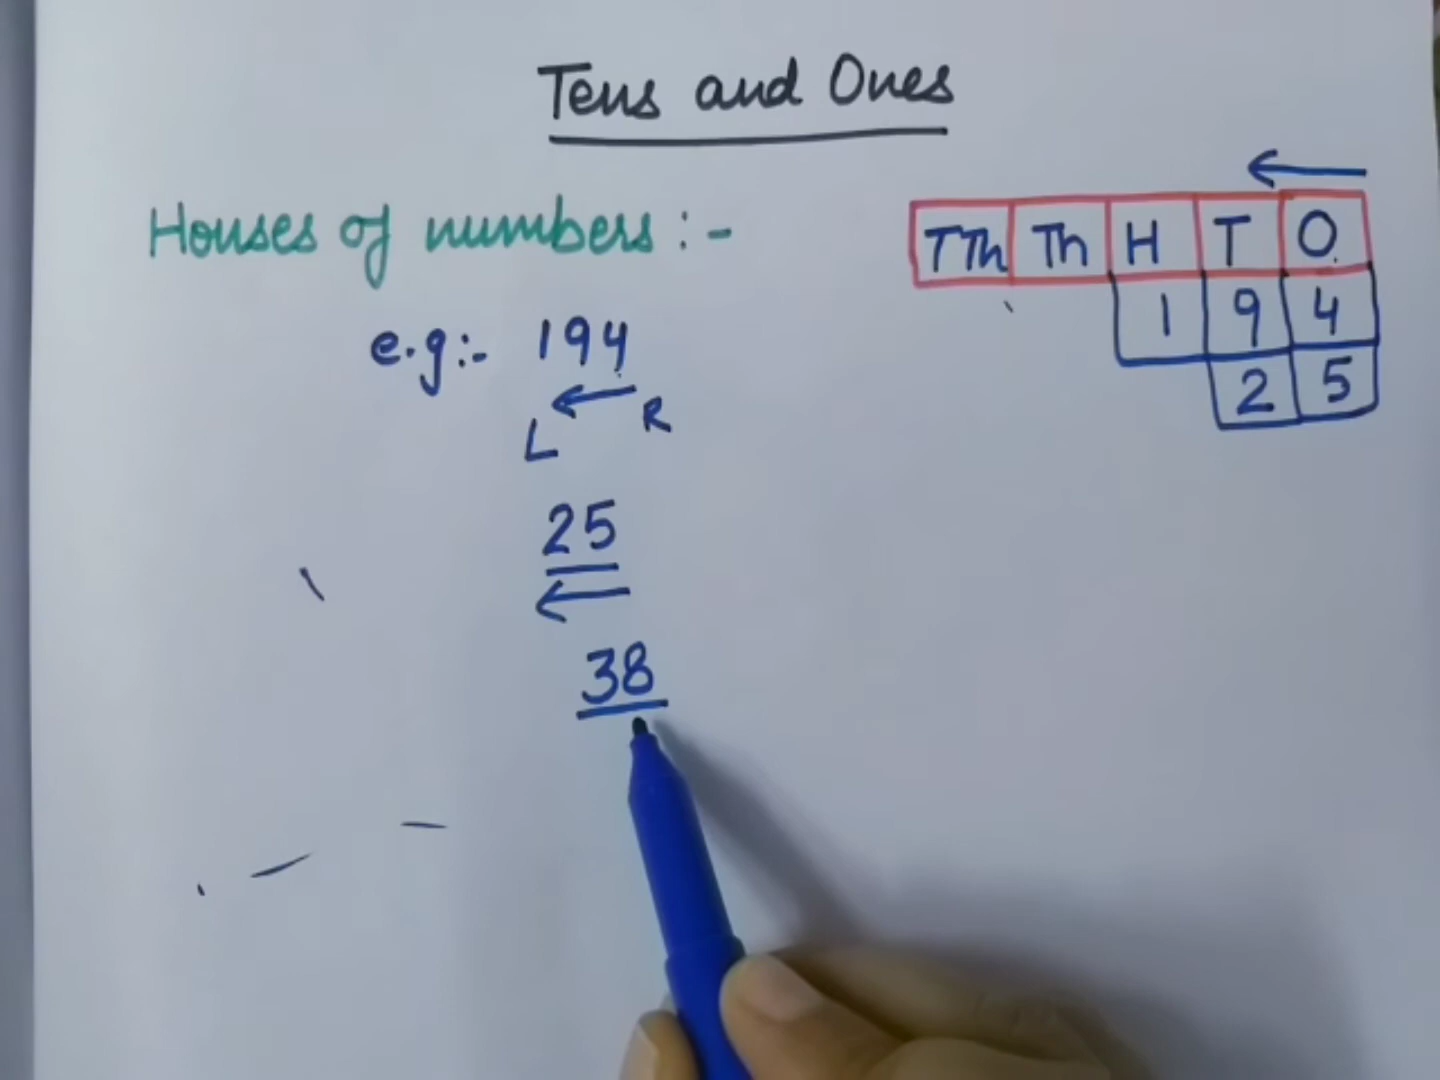 Tens and Ones
Houses of numbers :-
TTh Th H T O
1 9 4
2 5
e.g:- 194
L R
25
38